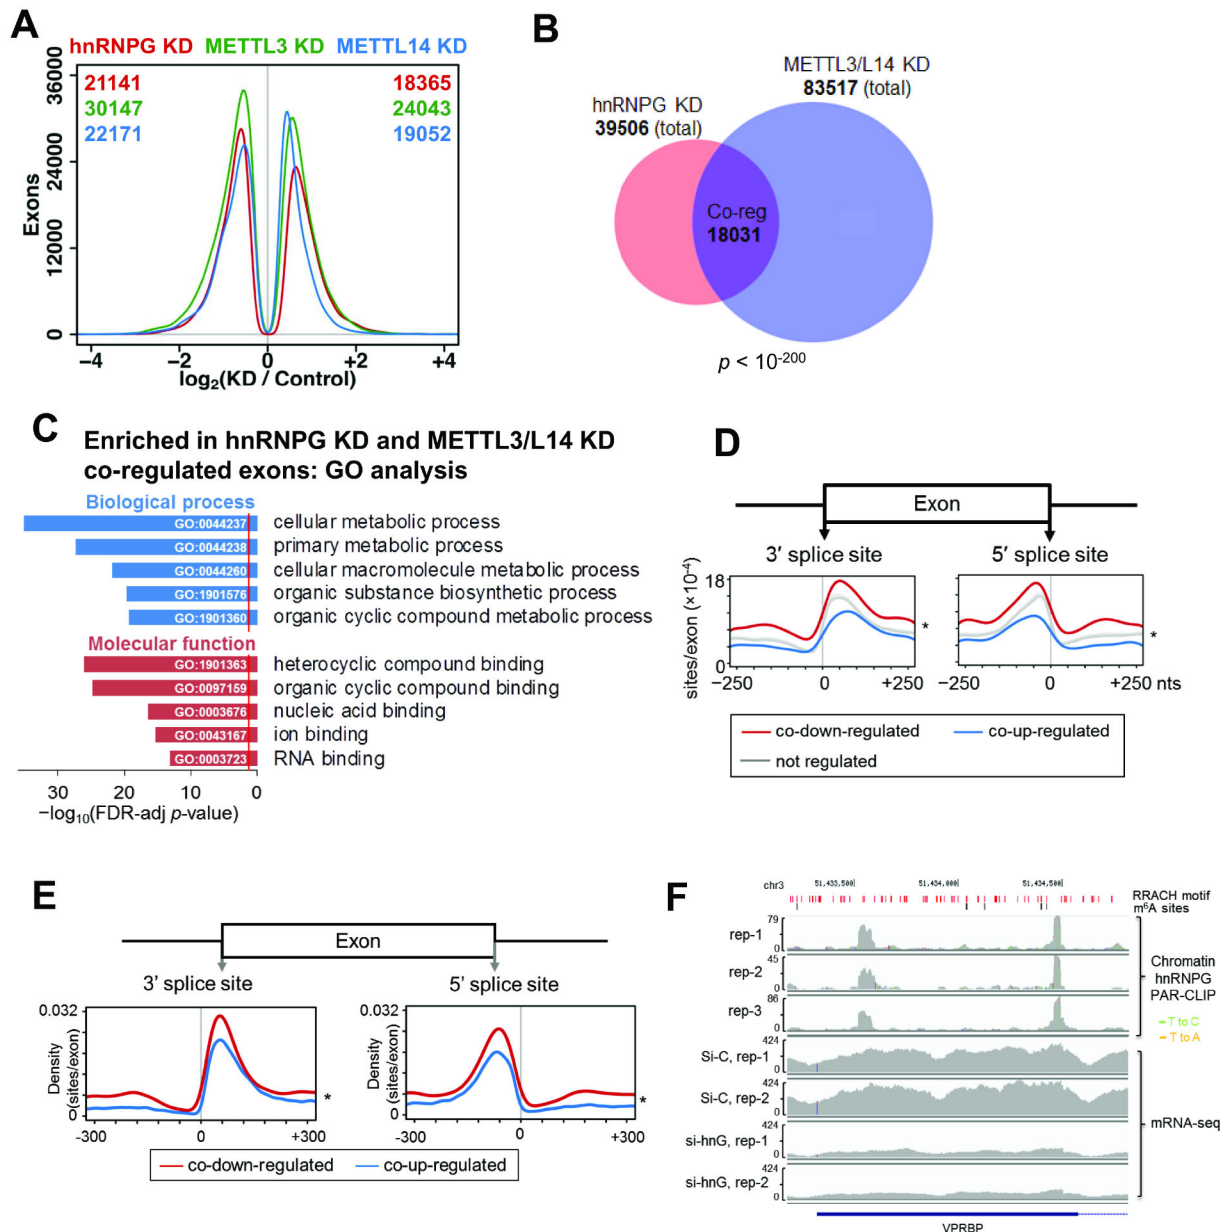 A
hnRNPG KD METTL3 KD METTL14 KD
21141
30147
22171
18365
24043
19052
Exons
36000
24000
12000
0
−4 −2 0 +2 +4
log2(KD / Control)
B
METTL3/L14 KD
83517 (total)
hnRNPG KD
39506 (total)
Co-reg
18031
p < 10-200
C
Enriched in hnRNPG KD and METTL3/L14 KD
co-regulated exons: GO analysis
Biological process
GO:0044237 cellular metabolic process
GO:0044238 primary metabolic process
GO:0044260 cellular macromolecule metabolic process
GO:1901576 organic substance biosynthetic process
GO:1901360 organic cyclic compound metabolic process
Molecular function
GO:1901363 heterocyclic compound binding
GO:0097159 organic cyclic compound binding
GO:0003676 nucleic acid binding
GO:0043167 ion binding
GO:0003723 RNA binding
30 20 10 0
−log10(FDR-adj p-value)
D
Exon
3′ splice site 5′ splice site
sites/exon (×10-4)
18
0
*
*
−250 0 +250 −250 0 +250 nts
co-down-regulated co-up-regulated
not regulated
E
Exon
3' splice site 5' splice site
Density
(sites/exon)
0.032
0
*
-300 0 +300
Density
(sites/exon)
0.032
0
*
-300 0 +300
co-down-regulated co-up-regulated
F
chr3 51,433,500 51,434,000 51,434,500
RRACH motif
m6A sites
rep-1 79 0
rep-2 45 0
rep-3 86 0
Chromatin
hnRNPG
PAR-CLIP
T to C
T to A
Si-C, rep-1 424 0
Si-C, rep-2 424 0
si-hnG, rep-1 424 0
si-hnG, rep-2 424 0
mRNA-seq
VPRBP